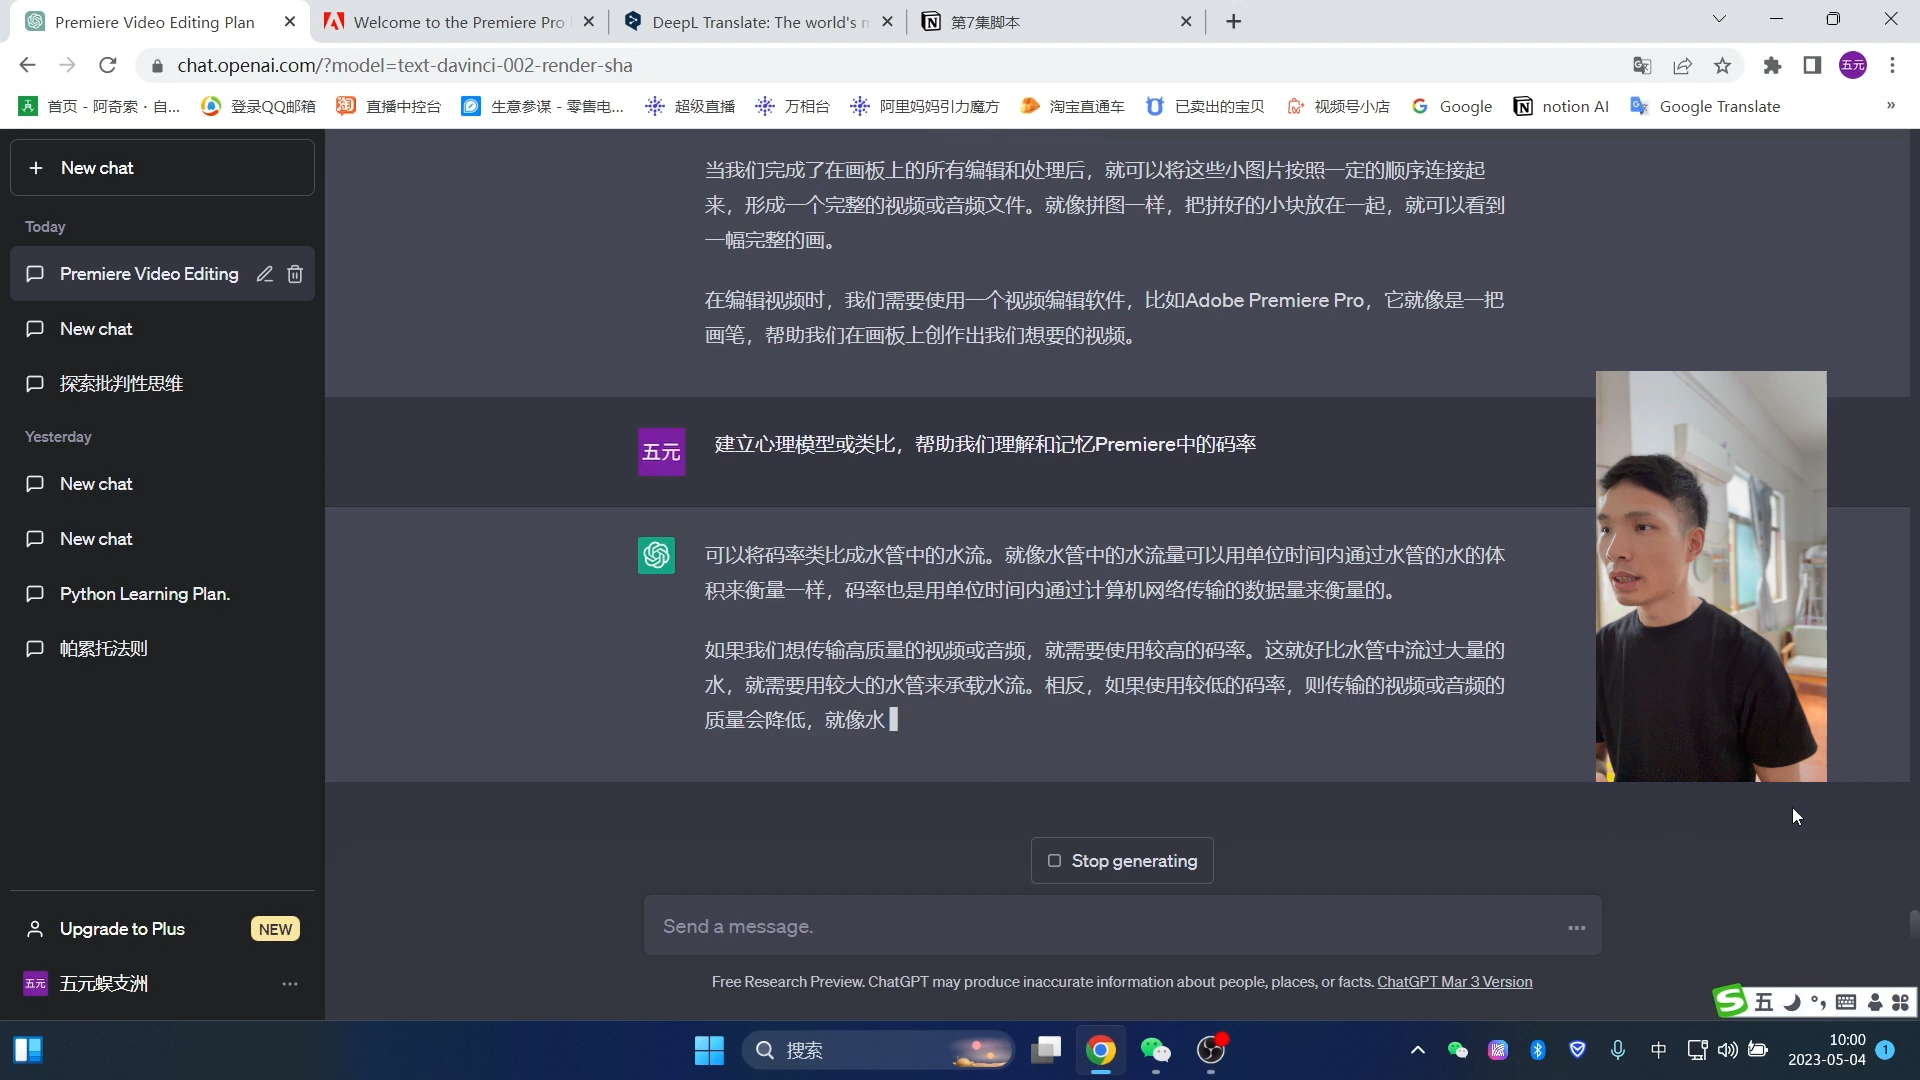 Premiere Video Editing Plan
Welcome to the Premiere Pro
DeepL Translate: The world's m
第7集脚本
chat.openai.com/?model=text-davinci-002-render-sha
五元
首页 - 阿奇索 · 自...
登录QQ邮箱
直播中控台
生意参谋 - 零售电...
超级直播
万相台
阿里妈妈引力魔方
淘宝直通车
已卖出的宝贝
视频号小店
Google
notion AI
Google Translate
New chat
Today
Premiere Video Editing
New chat
探索批判性思维
Yesterday
New chat
New chat
Python Learning Plan.
帕累托法则
Upgrade to Plus
NEW
五元
五元蜈支洲
当我们完成了在画板上的所有编辑和处理后，就可以将这些小图片按照一定的顺序连接起
来，形成一个完整的视频或音频文件。就像拼图一样，把拼好的小块放在一起，就可以看到
一幅完整的画。
在编辑视频时，我们需要使用一个视频编辑软件，比如Adobe Premiere Pro，它就像是一把
画笔，帮助我们在画板上创作出我们想要的视频。
五元
建立心理模型或类比，帮助我们理解和记忆Premiere中的码率
可以将码率类比成水管中的水流。就像水管中的水流量可以用单位时间内通过水管的水的体
积来衡量一样，码率也是用单位时间内通过计算机网络传输的数据量来衡量的。
如果我们想传输高质量的视频或音频，就需要使用较高的码率。这就好比水管中流过大量的
水，就需要用较大的水管来承载水流。相反，如果使用较低的码率，则传输的视频或音频的
质量会降低，就像水
Stop generating
Send a message.
Free Research Preview. ChatGPT may produce inaccurate information about people, places, or facts. ChatGPT Mar 3 Version
五
搜索
中
10:00
2023-05-04
1